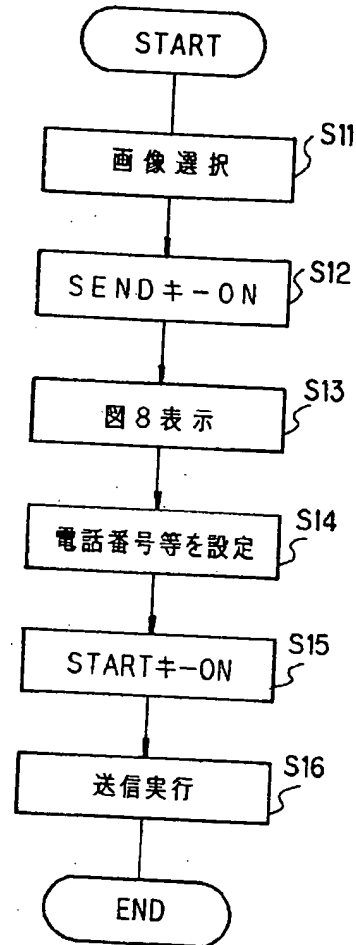 START
S11
画像選択
S12
SENDキーON
S13
図8表示
S14
電話番号等を設定
S15
STARTキーON
S16
送信実行
END